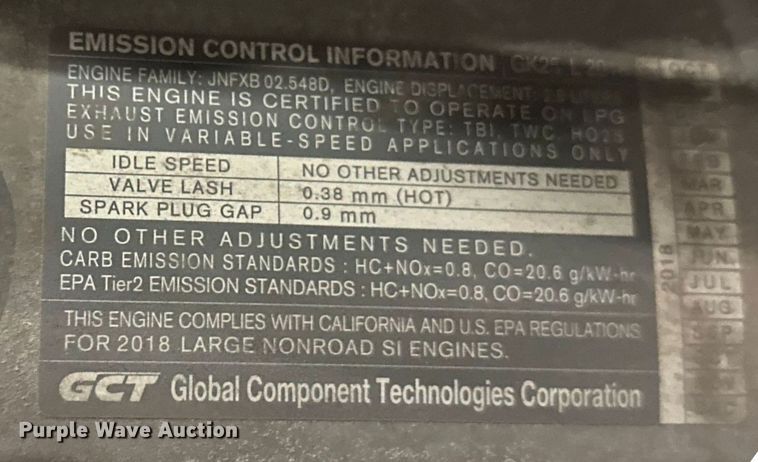 EMISSION CONTROL INFORMATION
ENGINE FAMILY: JNFXB 02.548D, ENGINE DISPLACEMENT:
THIS ENGINE IS CERTIFIED TO OPERATE ON LPG
EXHAUST EMISSION CONTROL TYPE: TBI, TWC, HO2S
USE IN VARIABLE-SPEED APPLICATIONS ONLY
IDLE SPEED NO OTHER ADJUSTMENTS NEEDED
VALVE LASH 0.38 mm (HOT)
SPARK PLUG GAP 0.9 mm
NO OTHER ADJUSTMENTS NEEDED.
CARB EMISSION STANDARDS : HC+NOx=0.8, CO=20.6 g/kW-hr
EPA Tier2 EMISSION STANDARDS : HC+NOx=0.8, CO=20.6 g/kW-hr
THIS ENGINE COMPLIES WITH CALIFORNIA AND U.S. EPA REGULATIONS
FOR 2018 LARGE NONROAD SI ENGINES.
GCT Global Component Technologies Corporation
2018
MAR
APR
MAY
JUN
JUL
AUG
SEP
Purple Wave Auction